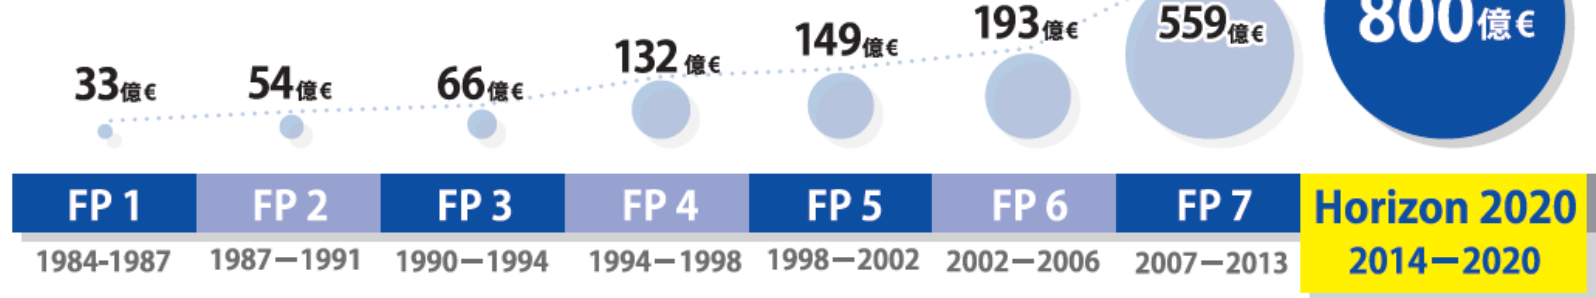 33億€ 54億€ 66億€ 132億€ 149億€ 193億€ 559億€ 800億€
FP 1 FP 2 FP 3 FP 4 FP 5 FP 6 FP 7 Horizon 2020
1984-1987 1987－1991 1990－1994 1994－1998 1998－2002 2002－2006 2007－2013 2014－2020